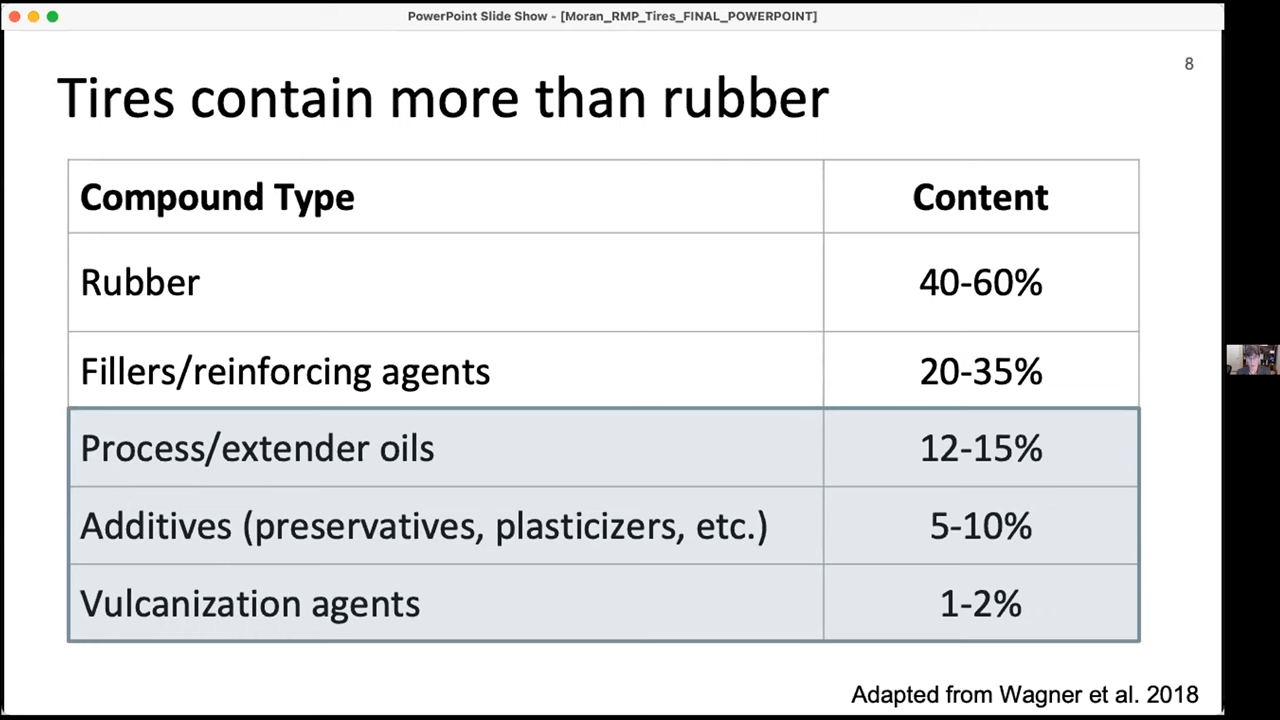 PowerPoint Slide Show - [Moran_RMP_Tires_FINAL_POWERPOINT]
8
Tires contain more than rubber
Compound Type Content
Rubber 40-60%
Fillers/reinforcing agents 20-35%
Process/extender oils 12-15%
Additives (preservatives, plasticizers, etc.) 5-10%
Vulcanization agents 1-2%
Adapted from Wagner et al. 2018